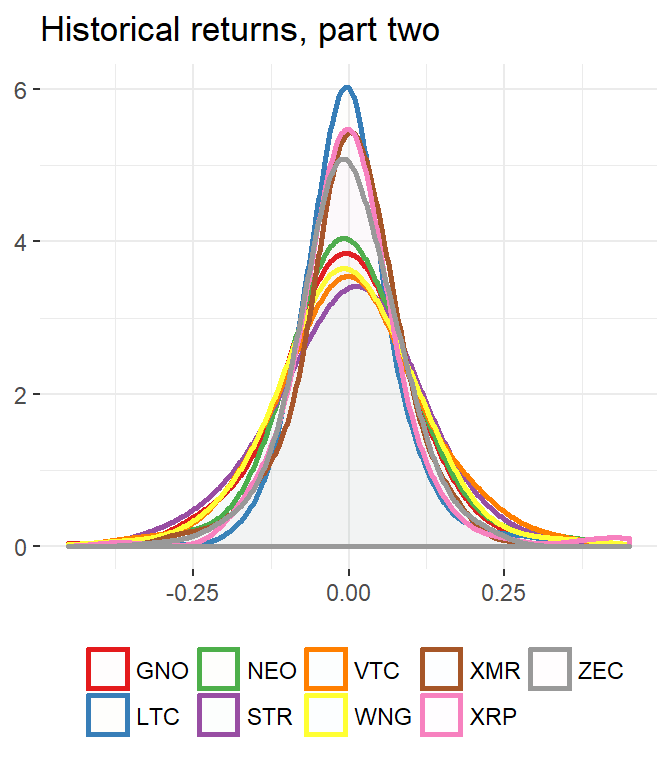 Historical returns, part two
6
4
2
0
-0.25 0.00 0.25
GNO NEO VTC XMR ZEC
LTC STR WNG XRP